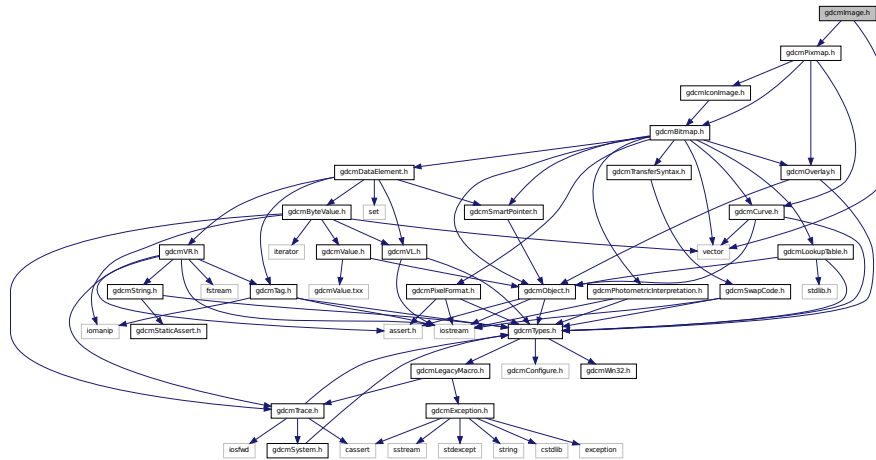 gdcmImage.h
gdcmPixmap.h
gdcmIconImage.h
gdcmBitmap.h
gdcmDataElement.h
gdcmTransferSyntax.h
gdcmOverlay.h
gdcmByteValue.h
set
gdcmSmartPointer.h
gdcmCurve.h
gdcmVR.h
iterator
gdcmValue.h
gdcmVL.h
vector
gdcmLookupTable.h
gdcmString.h
fstream
gdcmTag.h
gdcmValue.txx
gdcmPixelFormat.h
gdcmObject.h
gdcmPhotometricInterpretation.h
gdcmSwapCode.h
stdlib.h
iomanip
gdcmStaticAssert.h
assert.h
iostream
gdcmTypes.h
gdcmLegacyMacro.h
gdcmConfigure.h
gdcmWin32.h
gdcmTrace.h
gdcmException.h
iosfwd
gdcmSystem.h
cassert
sstream
stdexcept
string
cstdlib
exception